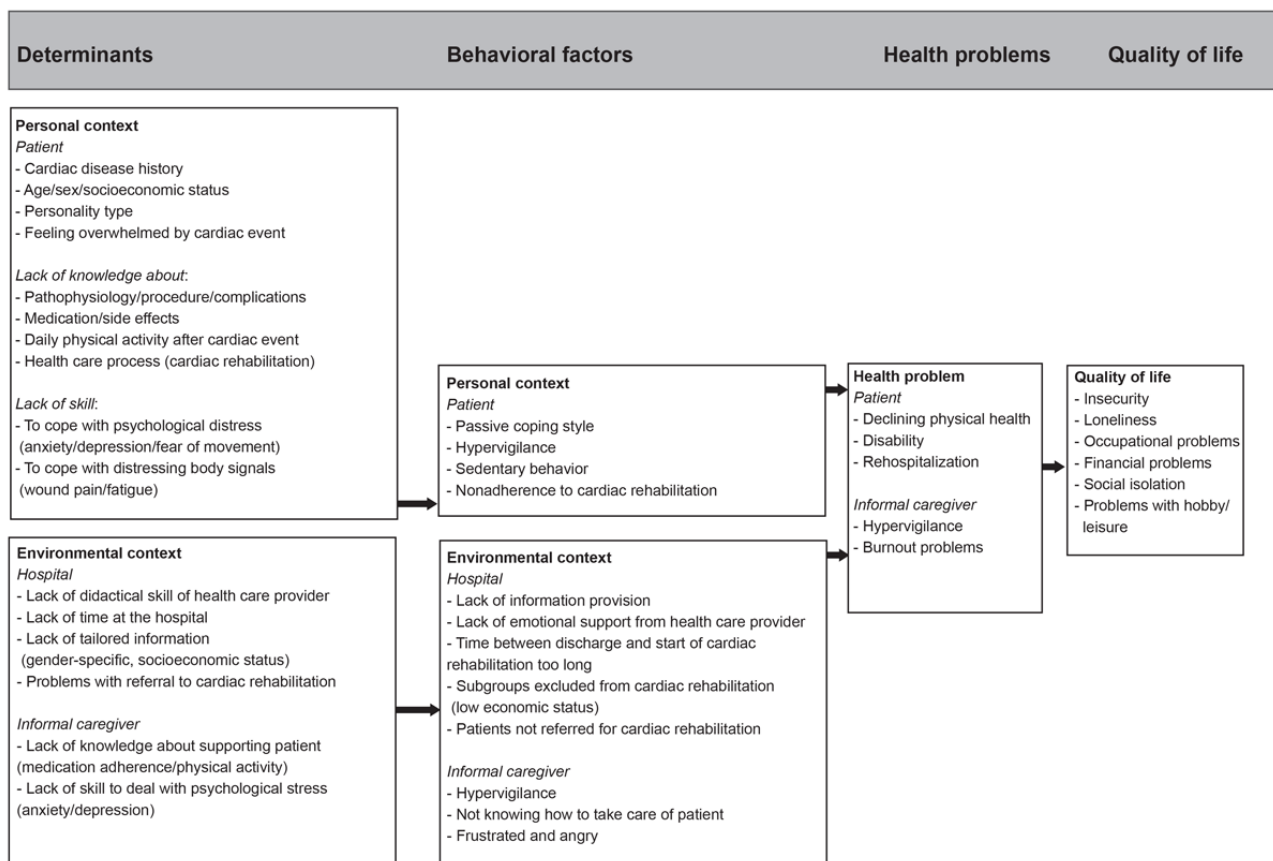 Determinants
Behavioral factors
Health problems
Quality of life
Personal context
Patient
- Cardiac disease history
- Age/sex/socioeconomic status
- Personality type
- Feeling overwhelmed by cardiac event
Lack of knowledge about:
- Pathophysiology/procedure/complications
- Medication/side effects
- Daily physical activity after cardiac event
- Health care process (cardiac rehabilitation)
Lack of skill:
- To cope with psychological distress
(anxiety/depression/fear of movement)
- To cope with distressing body signals
(wound pain/fatigue)
Environmental context
Hospital
- Lack of didactical skill of health care provider
- Lack of time at the hospital
- Lack of tailored information
(gender-specific, socioeconomic status)
- Problems with referral to cardiac rehabilitation
Informal caregiver
- Lack of knowledge about supporting patient
(medication adherence/physical activity)
- Lack of skill to deal with psychological stress
(anxiety/depression)
Personal context
Patient
- Passive coping style
- Hypervigilance
- Sedentary behavior
- Nonadherence to cardiac rehabilitation
Environmental context
Hospital
- Lack of information provision
- Lack of emotional support from health care provider
- Time between discharge and start of cardiac
rehabilitation too long
- Subgroups excluded from cardiac rehabilitation
(low economic status)
- Patients not referred for cardiac rehabilitation
Informal caregiver
- Hypervigilance
- Not knowing how to take care of patient
- Frustrated and angry
Health problem
Patient
- Declining physical health
- Disability
- Rehospitalization
Informal caregiver
- Hypervigilance
- Burnout problems
Quality of life
- Insecurity
- Loneliness
- Occupational problems
- Financial problems
- Social isolation
- Problems with hobby/
leisure